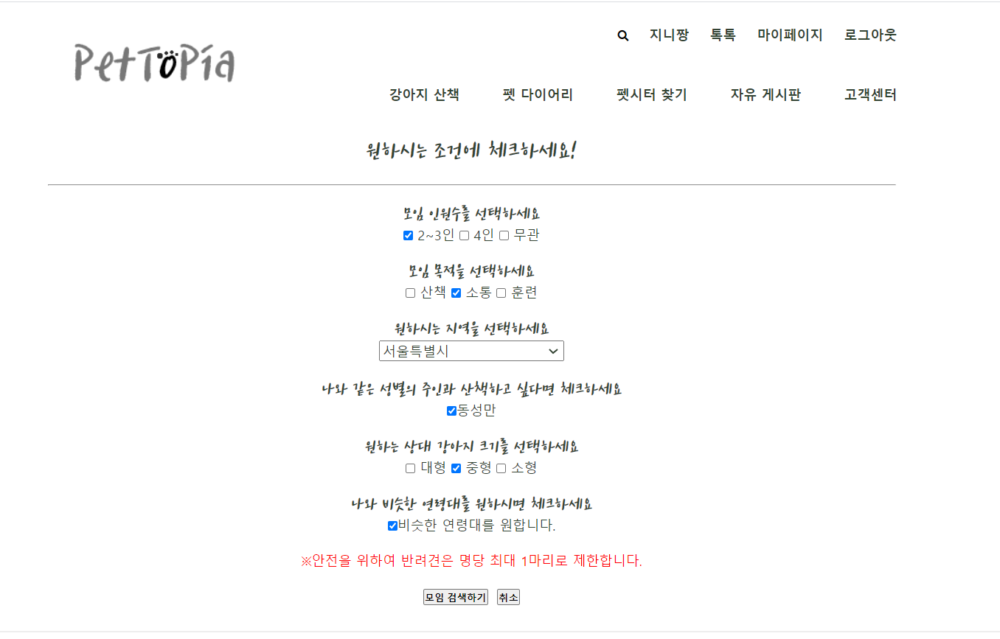 지니짱 톡톡 마이페이지 로그아웃
PetToPia
강아지 산책 펫 다이어리 펫시터 찾기 자유 게시판 고객센터
원하시는 조건에 체크하세요!
모임 인원수를 선택하세요
2~3인 4인 무관
모임 목적을 선택하세요
산책 소통 훈련
원하시는 지역을 선택하세요
서울특별시
나와 같은 성별의 주인과 산책하고 싶다면 체크하세요
동성만
원하는 상대 강아지 크기를 선택하세요
대형 중형 소형
나와 비슷한 연령대를 원하시면 체크하세요
비슷한 연령대를 원합니다.
※안전을 위하여 반려견은 명당 최대 1마리로 제한합니다.
모임 검색하기 취소